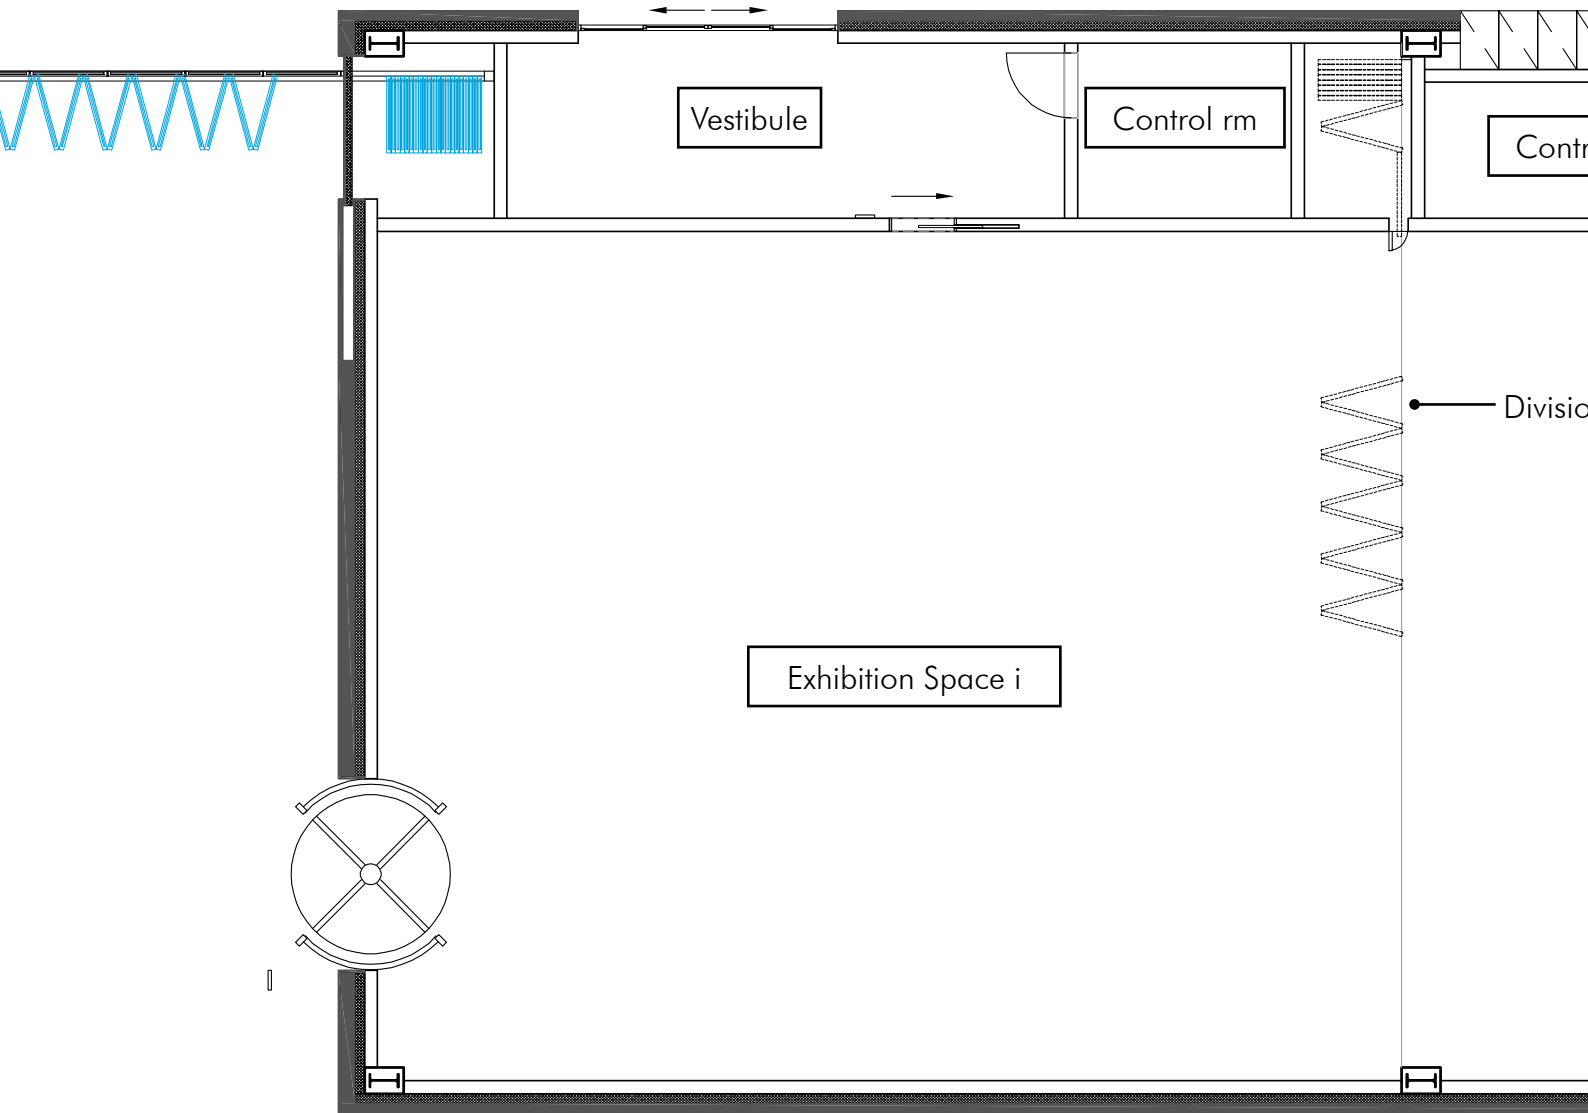 Vestibule
Control rm
Contr
Divisio
Exhibition Space i